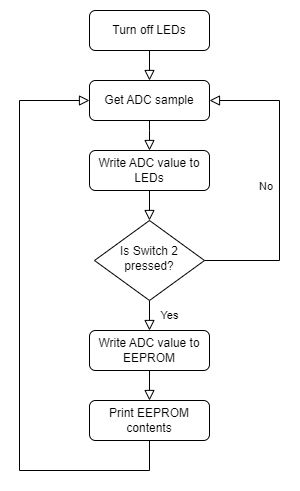 Turn off LEDs
Get ADC sample
Write ADC value to
LEDs
No
Is Switch 2
pressed?
Yes
Write ADC value to
EEPROM
Print EEPROM
contents